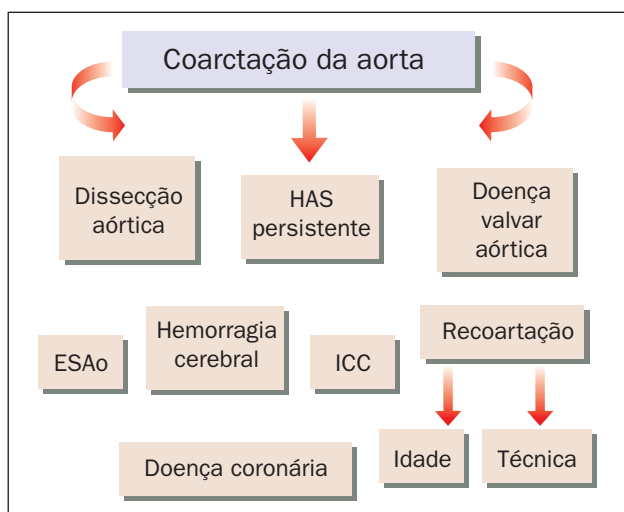 Coarctação da aorta
Dissecção
aórtica
HAS
persistente
Doença
valvar
aórtica
ESAo
Hemorragia
cerebral
ICC
Recoartação
Doença coronária
Idade
Técnica